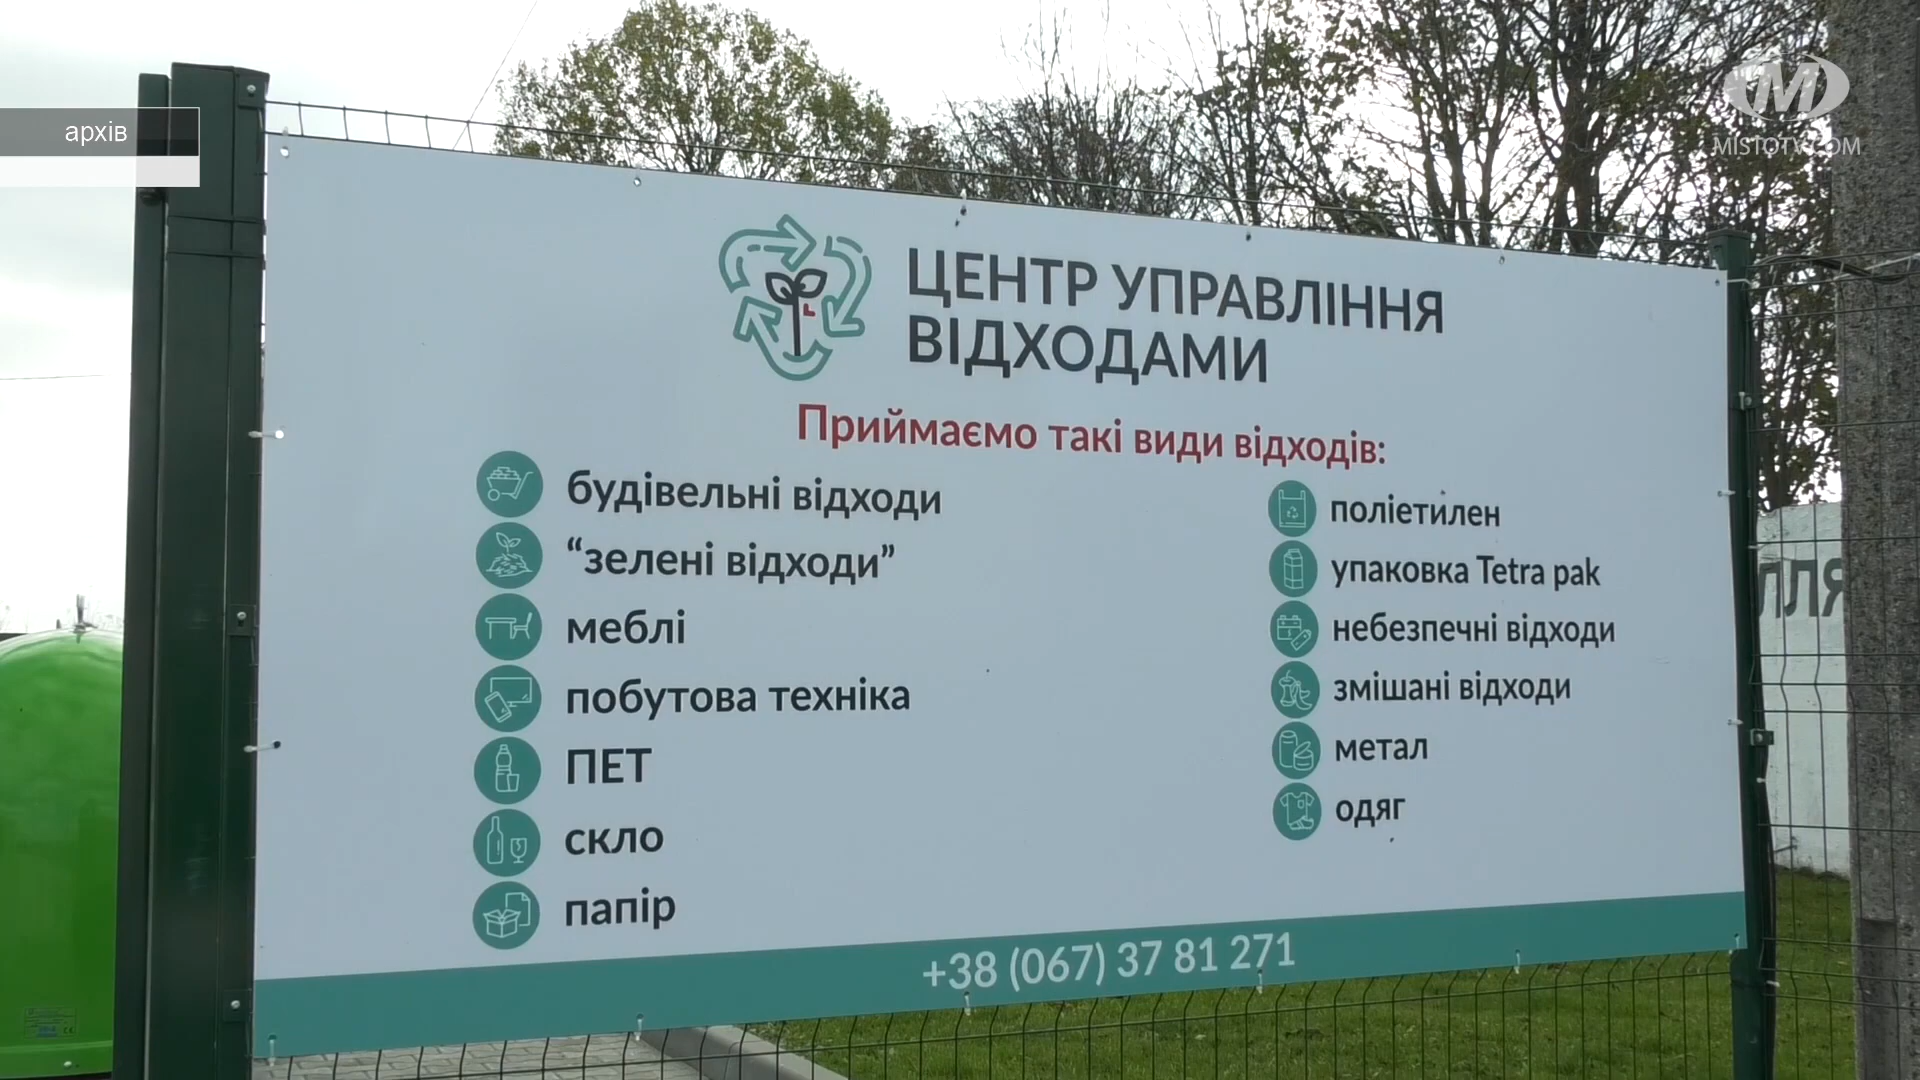 архів
MISTOTV.COM
ЦЕНТР УПРАВЛІННЯ
ВІДХОДАМИ
Приймаємо такі види відходів:
будівельні відходи
“зелені відходи”
меблі
побутова техніка
ПЕТ
скло
папір
поліетилен
упаковка Tetra pak
небезпечні відходи
змішані відходи
метал
одяг
+38 (067) 37 81 271